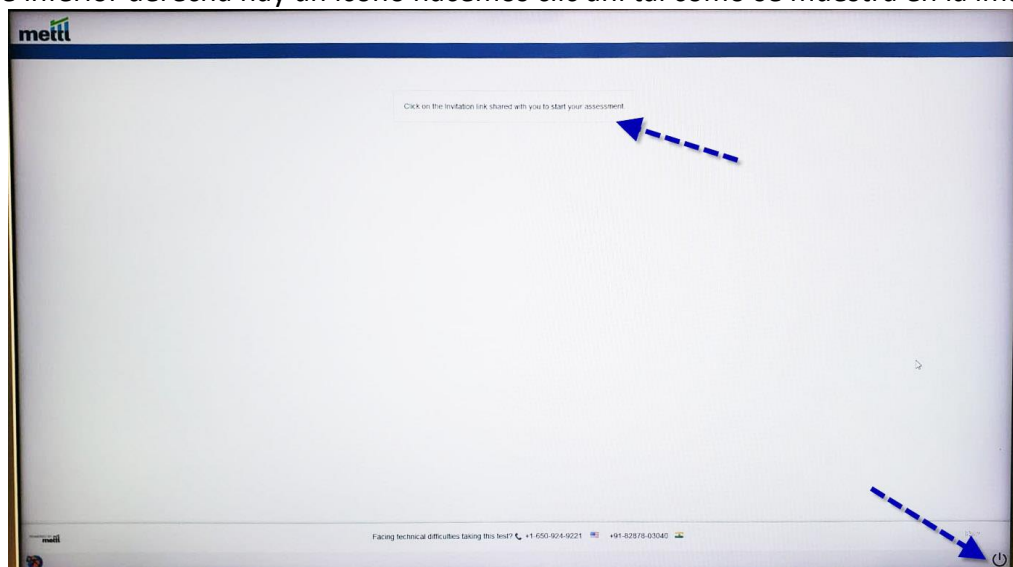 inferior derecha hay un icono hacemos clic ahí tal como se muestra en la
mettl
Click on the Invitation link shared with you to start your assessment
mettl
Facing technical difficulties taking this test? +1-650-924-9221 +91-82878-03040